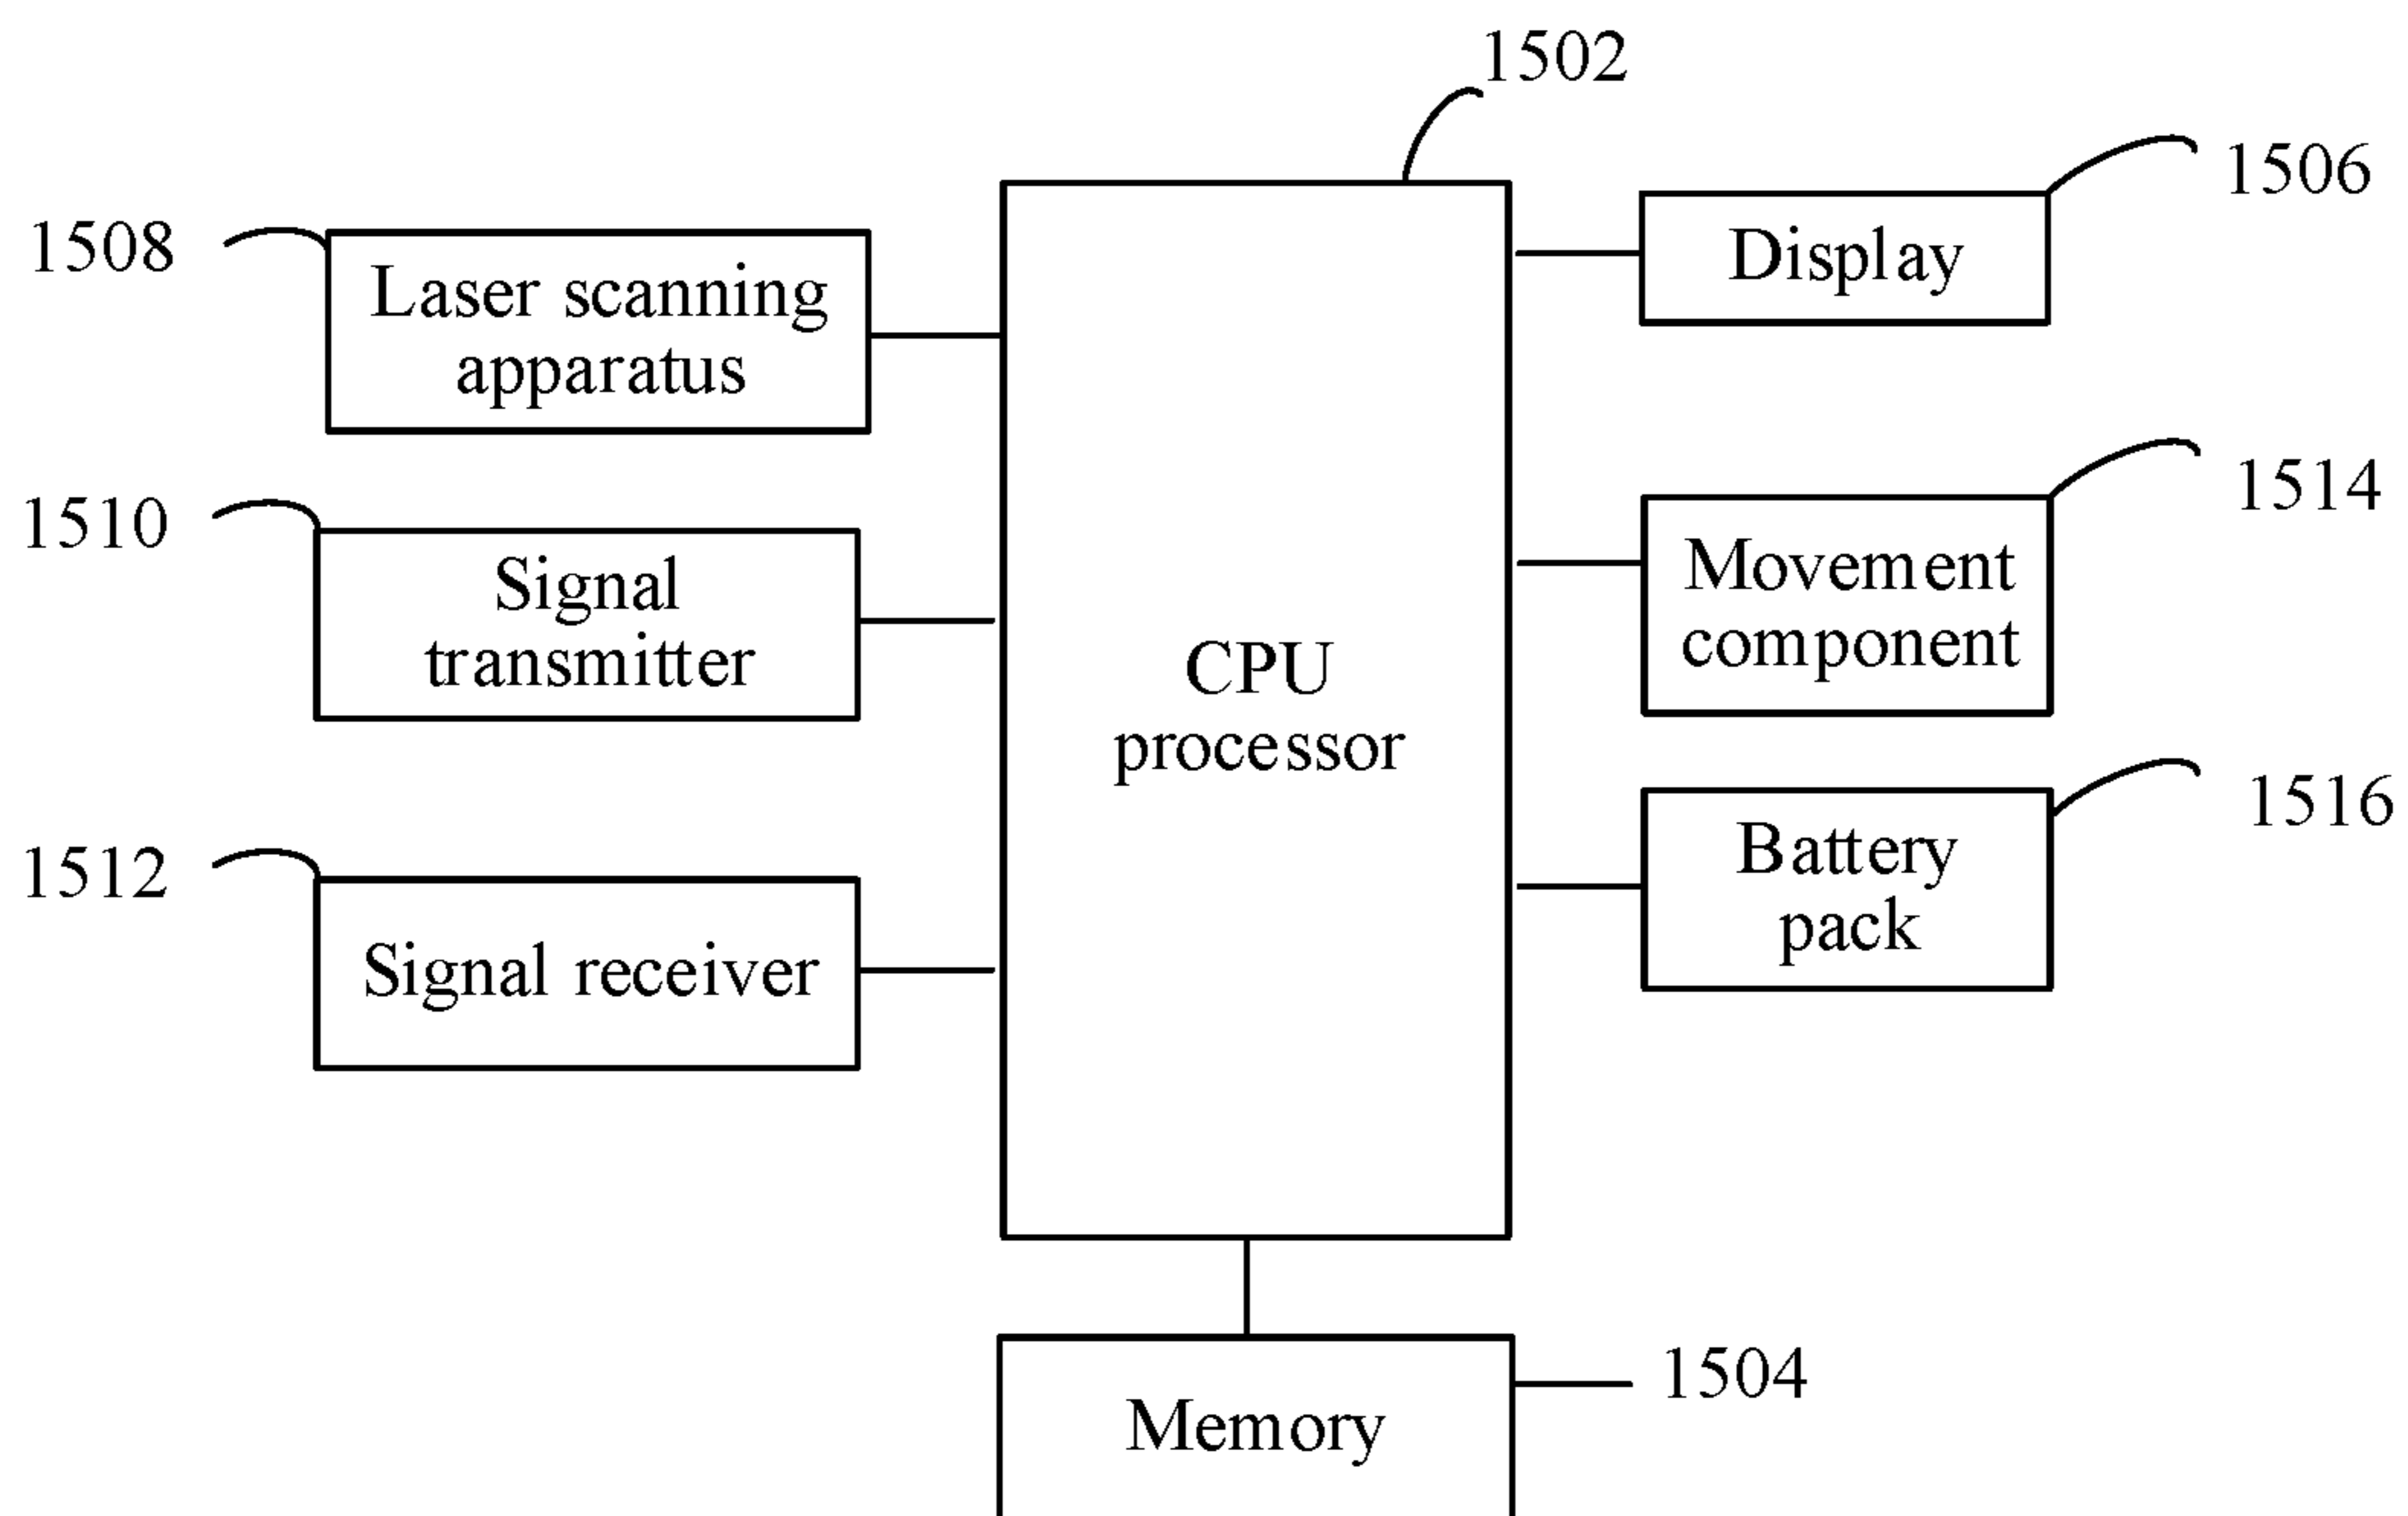 1502
1506
1508
Laser scanning
apparatus
Display
1510
Signal
transmitter
1514
Movement
component
CPU
processor
1512
Signal receiver
1516
Battery
pack
1504
Memory